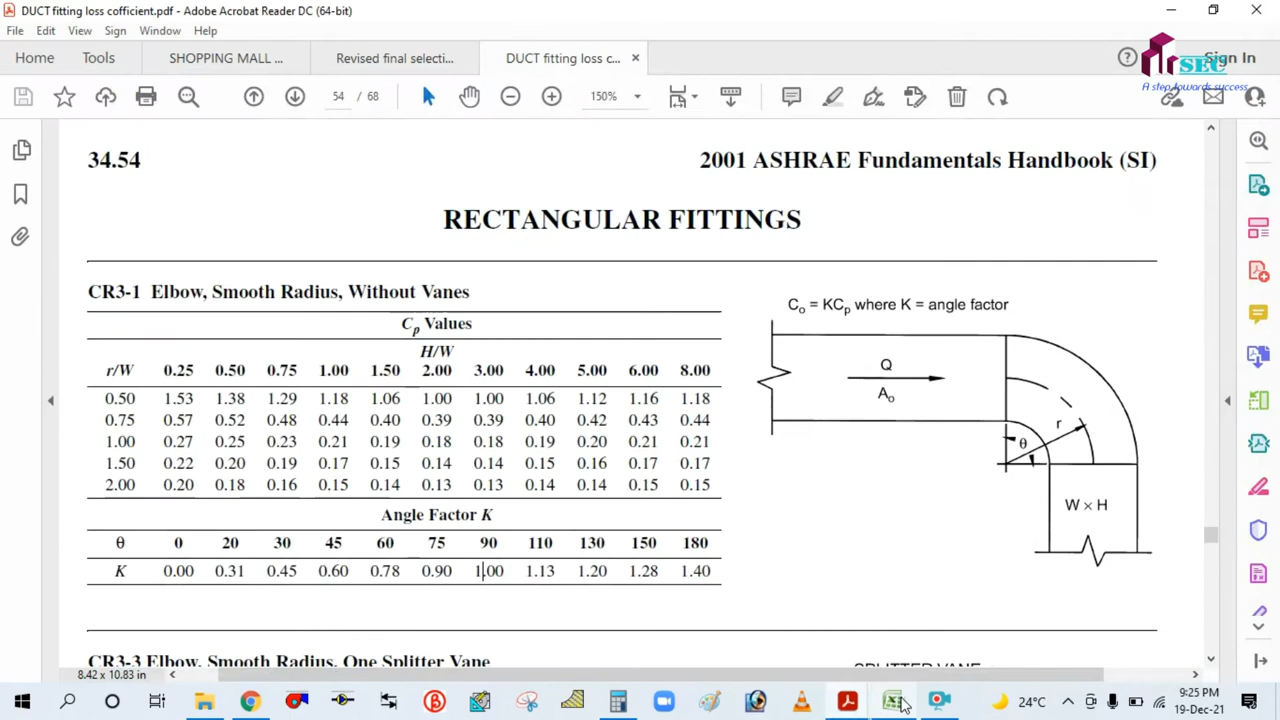 DUCT fitting loss cofficient.pdf - Adobe Acrobat Reader DC (64-bit)
File Edit View Sign Window Help
Home Tools SHOPPING MALL ... Revised final selecti... DUCT fitting loss c... × Sign In
SEC
A step towards success
54 / 68 150%
34.54 2001 ASHRAE Fundamentals Handbook (SI)
RECTANGULAR FITTINGS
CR3-1 Elbow, Smooth Radius, Without Vanes
Cp Values
H/W
r/W 0.25 0.50 0.75 1.00 1.50 2.00 3.00 4.00 5.00 6.00 8.00
0.50 1.53 1.38 1.29 1.18 1.06 1.00 1.00 1.06 1.12 1.16 1.18
0.75 0.57 0.52 0.48 0.44 0.40 0.39 0.39 0.40 0.42 0.43 0.44
1.00 0.27 0.25 0.23 0.21 0.19 0.18 0.18 0.19 0.20 0.21 0.21
1.50 0.22 0.20 0.19 0.17 0.15 0.14 0.14 0.15 0.16 0.17 0.17
2.00 0.20 0.18 0.16 0.15 0.14 0.13 0.13 0.14 0.14 0.15 0.15
Angle Factor K
θ 0 20 30 45 60 75 90 110 130 150 180
K 0.00 0.31 0.45 0.60 0.78 0.90 1.00 1.13 1.20 1.28 1.40
Co = KCp where K = angle factor
Q
Ao
r
θ
W × H
CR3-3 Elbow, Smooth Radius, One Splitter Vane
SPLITTER VANE
8.42 x 10.83 in
24°C
9:25 PM
19-Dec-21